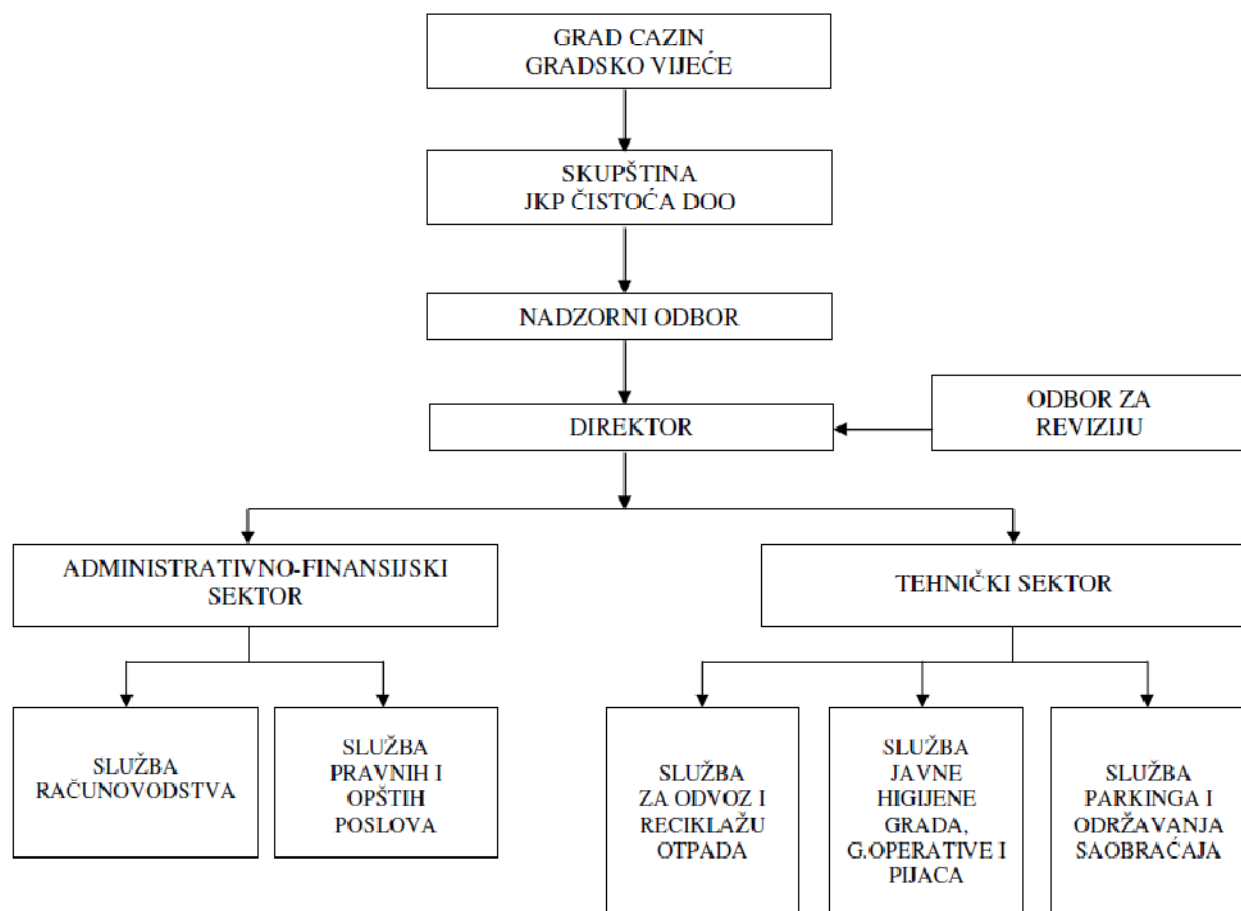 GRAD CAZIN
GRADSKO VIJEĆE
SKUPŠTINA
JKP ČISTOĆA DOO
NADZORNI ODBOR
DIREKTOR
ODBOR ZA
REVIZIJU
ADMINISTRATIVNO-FINANSIJSKI
SEKTOR
TEHNIČKI SEKTOR
SLUŽBA
RAČUNOVODSTVA
SLUŽBA
PRAVNIH I
OPŠTIH
POSLOVA
SLUŽBA
ZA ODVOZ I
RECIKLAŽU
OTPADA
SLUŽBA
JAVNE
HIGIJENE
GRADA,
G.OPERATIVE I
PIJACA
SLUŽBA
PARKINGA I
ODRŽAVANJA
SAOBRAĆAJA